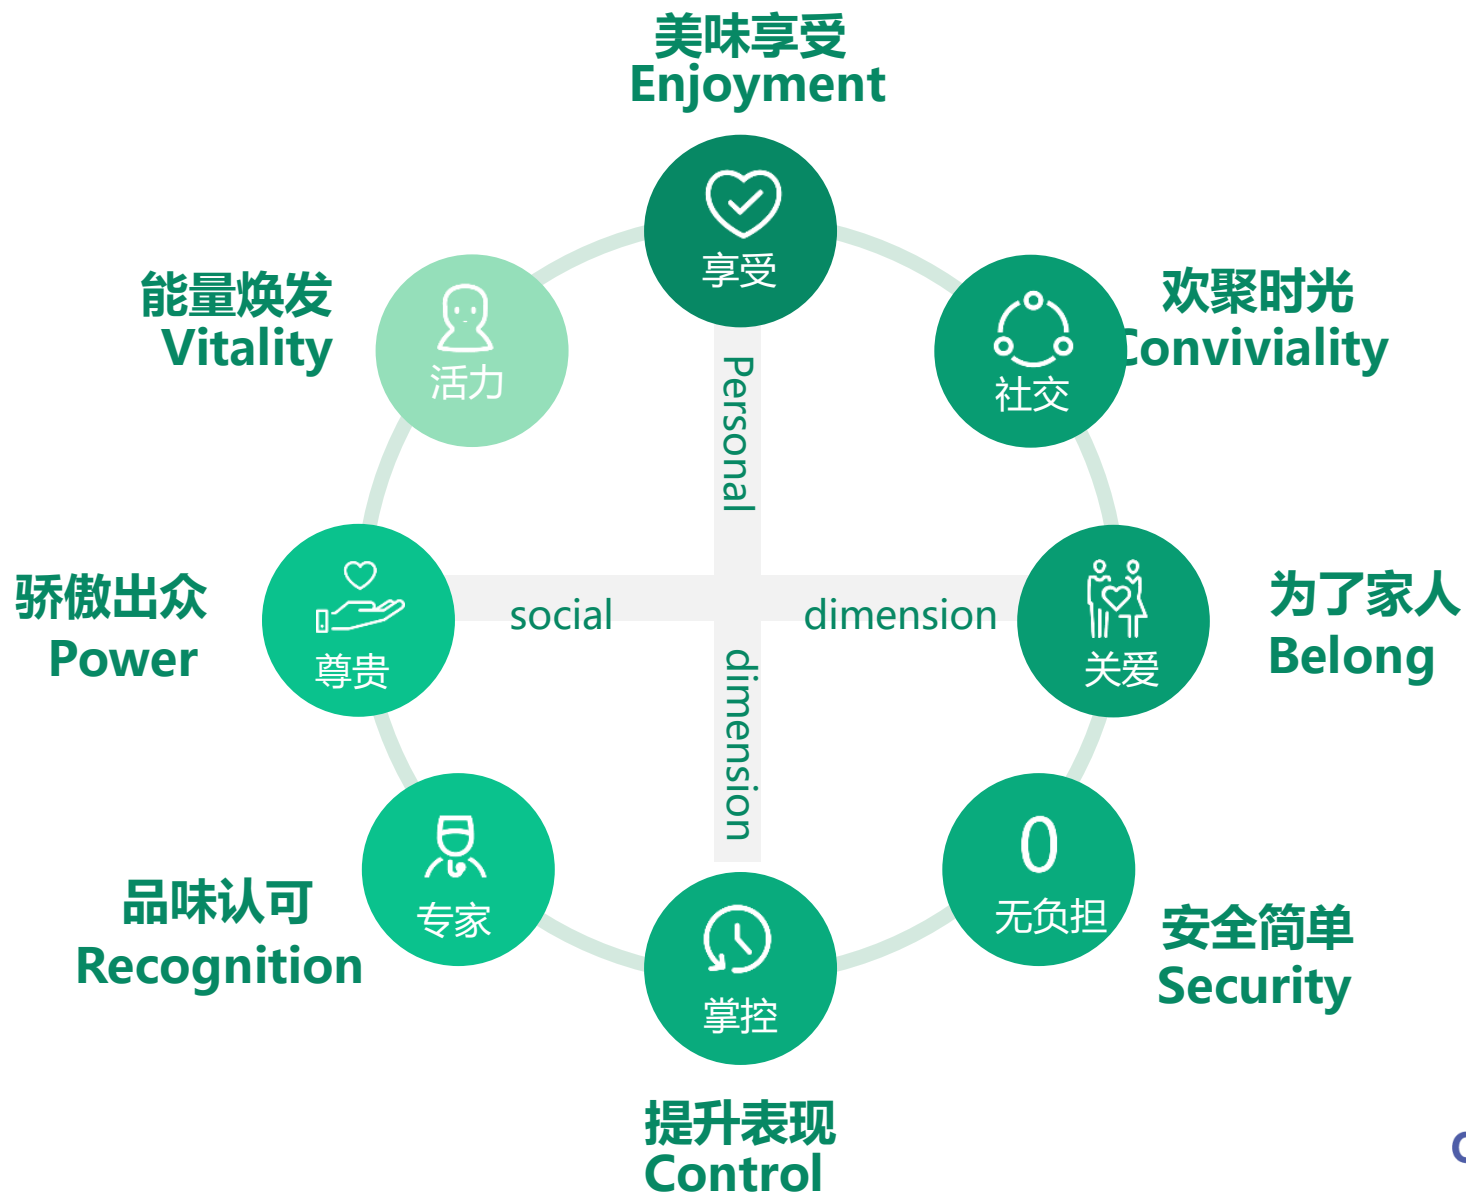 美味享受
Enjoyment
享受
能量焕发
Vitality
活力
欢聚时光
Conviviality
社交
Personal
dimension
social
dimension
骄傲出众
Power
尊贵
为了家人
Belong
关爱
品味认可
Recognition
专家
0
无负担
安全简单
Security
掌控
提升表现
Control